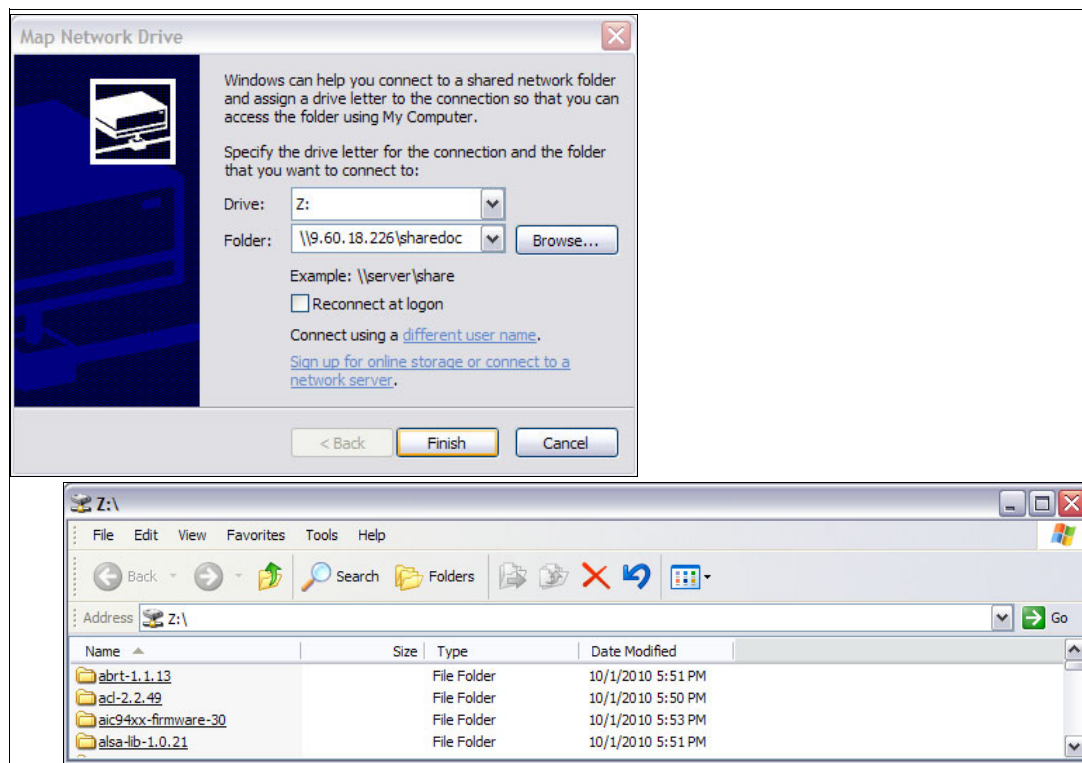 Map Network Drive
Windows can help you connect to a shared network folder
and assign a drive letter to the connection so that you can
access the folder using My Computer.
Specify the drive letter for the connection and the folder
that you want to connect to:
Drive: Z:
Folder: \\9.60.18.226\sharedoc Browse...
Example: \\server\share
Reconnect at logon
Connect using a different user name.
Sign up for online storage or connect to a
network server.
< Back Finish Cancel
Z:\
File Edit View Favorites Tools Help
Back Search Folders
Address Z:\ Go
Name Size Type Date Modified
abrt-1.1.13 File Folder 10/1/2010 5:51 PM
acl-2.2.49 File Folder 10/1/2010 5:50 PM
aic94xx-firmware-30 File Folder 10/1/2010 5:53 PM
alsa-lib-1.0.21 File Folder 10/1/2010 5:51 PM